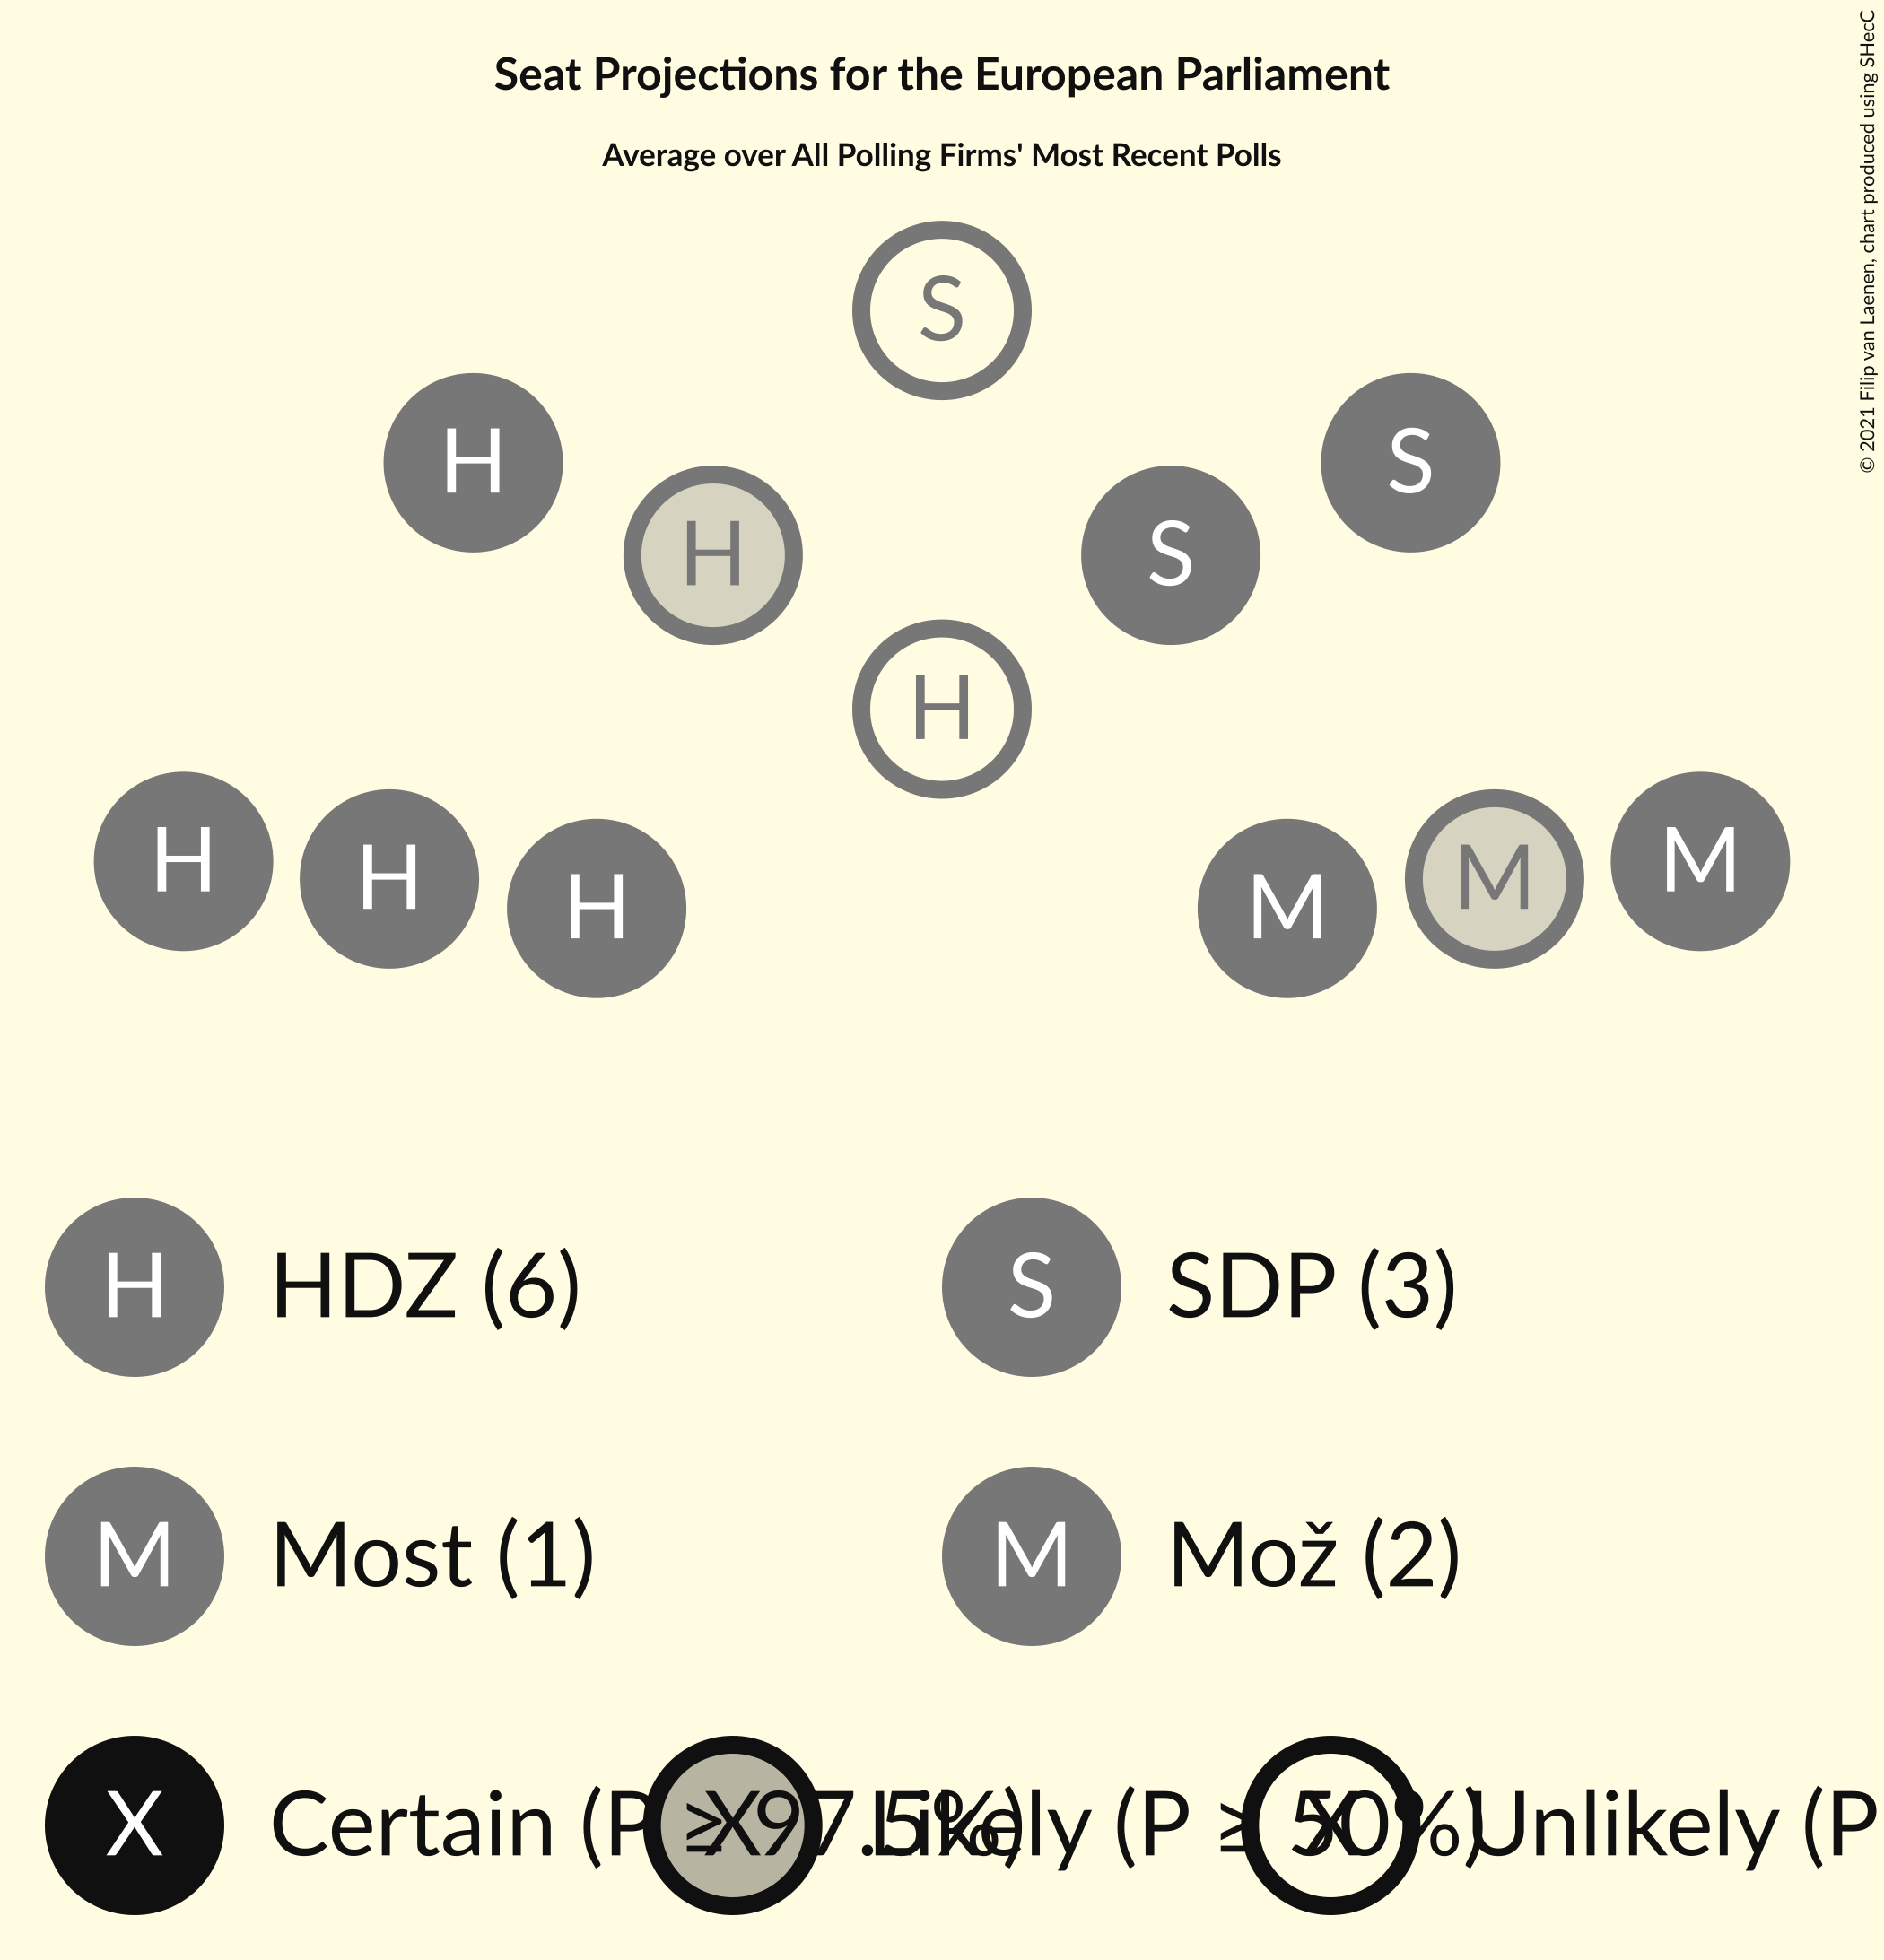 Seat Projections for the European Parliament
Average over All Polling Firms' Most Recent Polls
© 2021 Filip van Laenen, chart produced using SHecC
S
H
S
H
S
H
H
H
H
M
M
M
H HDZ (6)
S SDP (3)
M Most (1)
M Mož (2)
X Certain (P ≥ 97.5%)
X Likely (P ≥ 50%)
X Unlikely (P